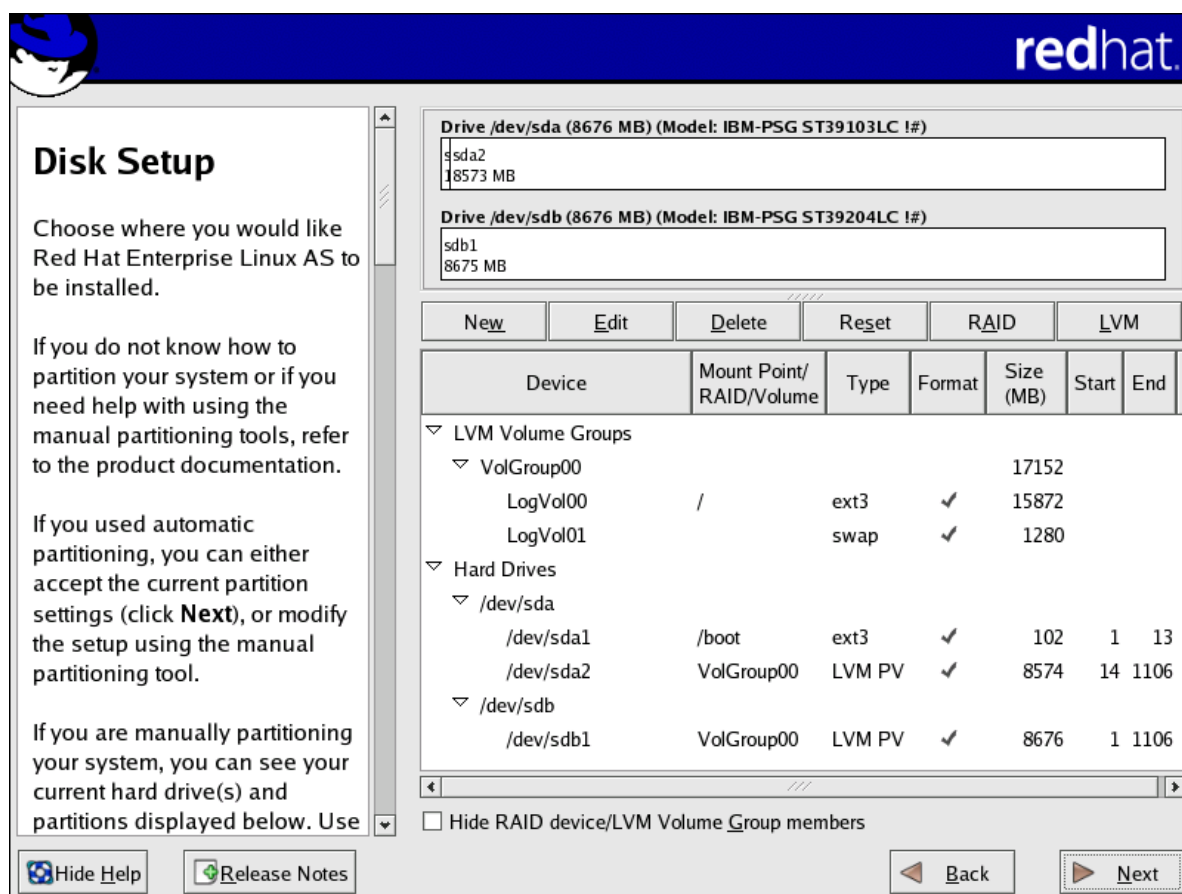 redhat.
Disk Setup
Choose where you would like
Red Hat Enterprise Linux AS to
be installed.
If you do not know how to
partition your system or if you
need help with using the
manual partitioning tools, refer
to the product documentation.
If you used automatic
partitioning, you can either
accept the current partition
settings (click Next), or modify
the setup using the manual
partitioning tool.
If you are manually partitioning
your system, you can see your
current hard drive(s) and
partitions displayed below. Use
Drive /dev/sda (8676 MB) (Model: IBM-PSG ST39103LC !#)
s sda2
1 8573 MB
Drive /dev/sdb (8676 MB) (Model: IBM-PSG ST39204LC !#)
sdb1
8675 MB
New Edit Delete Reset RAID LVM
Device Mount Point/ RAID/Volume Type Format Size (MB) Start End
LVM Volume Groups
VolGroup00 17152
LogVol00 / ext3 15872
LogVol01 swap 1280
Hard Drives
/dev/sda
/dev/sda1 /boot ext3 102 1 13
/dev/sda2 VolGroup00 LVM PV 8574 14 1106
/dev/sdb
/dev/sdb1 VolGroup00 LVM PV 8676 1 1106
Hide RAID device/LVM Volume Group members
Hide Help Release Notes Back Next